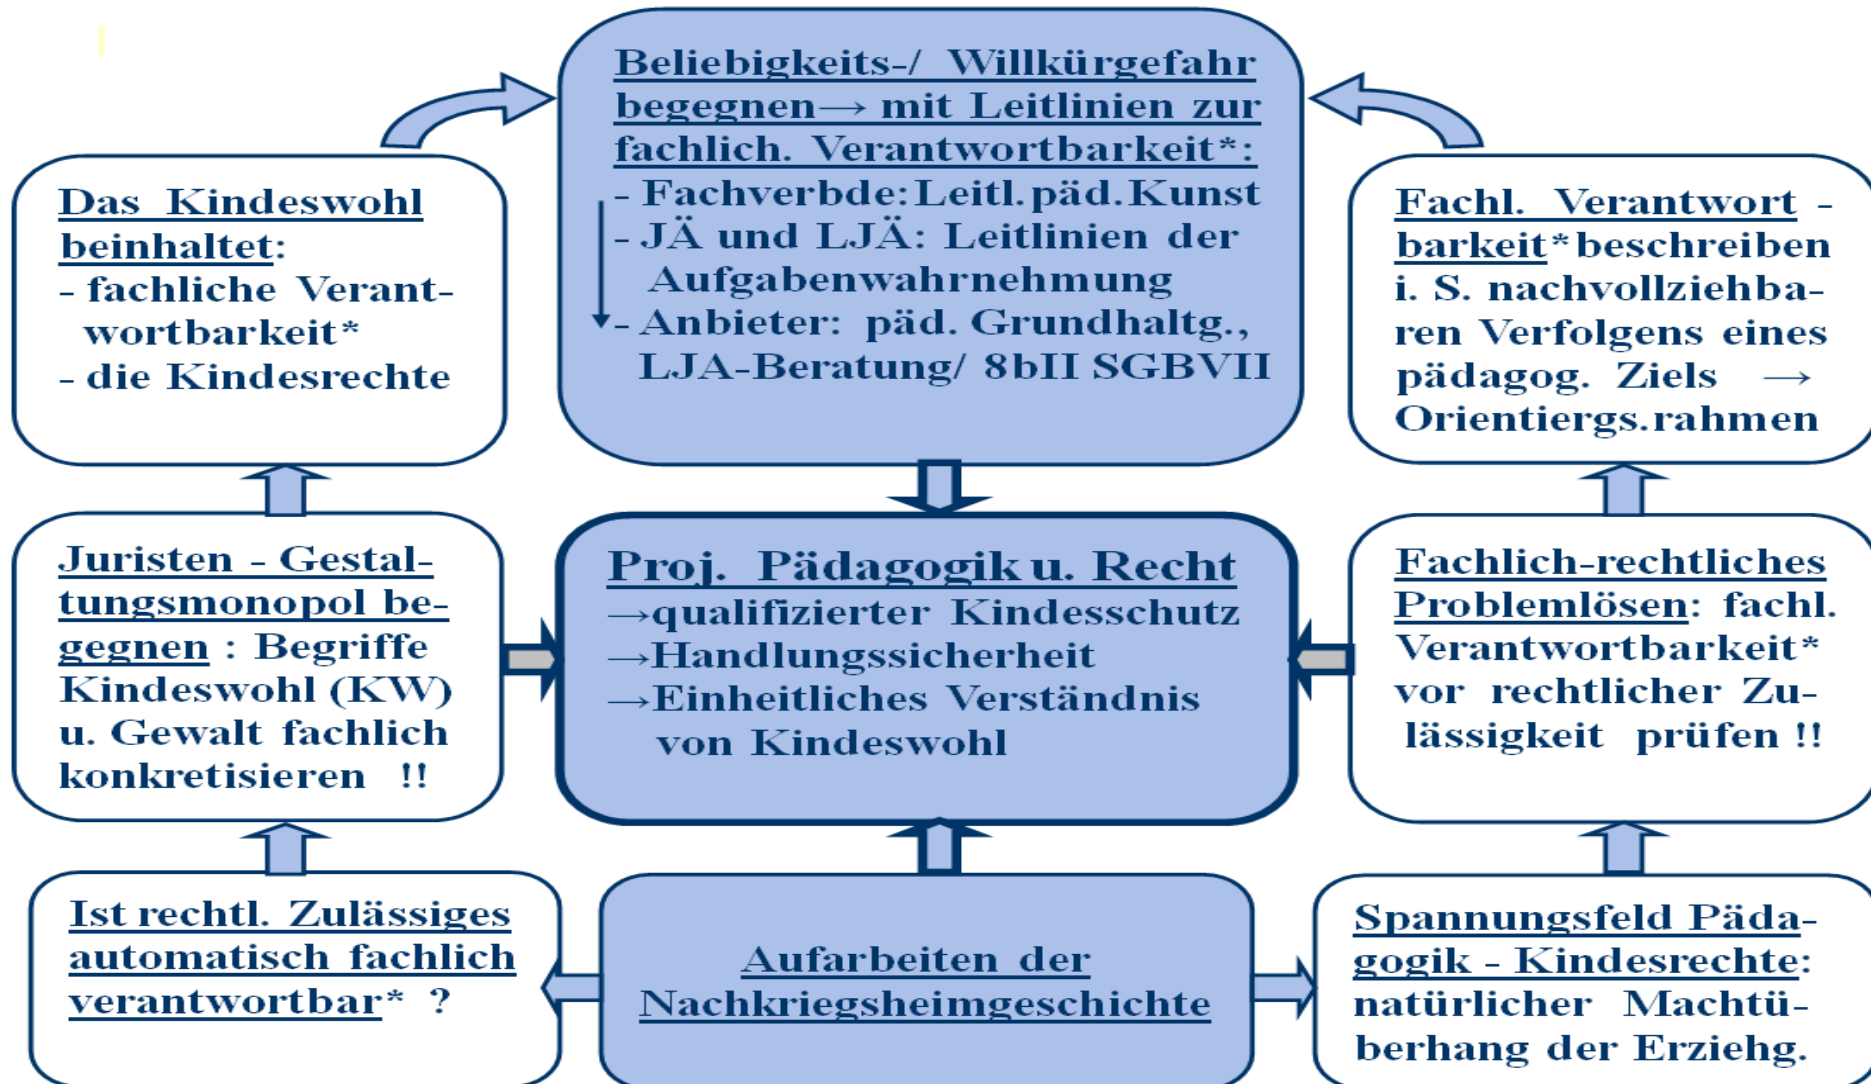 Beliebigkeits-/ Willkürgefahr
begegnen→ mit Leitlinien zur
fachlich. Verantwortbarkeit*:
- Fachverbde: Leitl. päd. Kunst
- JÄ und LJÄ: Leitlinien der
Aufgabenwahrnehmung
- Anbieter: päd. Grundhaltg.,
LJA-Beratung/ 8bII SGBVII
Das Kindeswohl
beinhaltet:
- fachliche Verant-
wortbarkeit*
- die Kindesrechte
Fachl. Verantwort -
barkeit* beschreiben
i. S. nachvollziehba-
ren Verfolgens eines
pädagog. Ziels →
Orientiergs.rahmen
Juristen - Gestal-
tungsmonopol be-
gegnen : Begriffe
Kindeswohl (KW)
u. Gewalt fachlich
konkretisieren !!
Proj. Pädagogik u. Recht
→qualifizierter Kindesschutz
→Handlungssicherheit
→Einheitliches Verständnis
von Kindeswohl
Fachlich-rechtliches
Problemlösen: fachl.
Verantwortbarkeit*
vor rechtlicher Zu-
lässigkeit prüfen !!
Ist rechtl. Zulässiges
automatisch fachlich
verantwortbar* ?
Aufarbeiten der
Nachkriegsheimgeschichte
Spannungsfeld Päda-
gogik - Kindesrechte:
natürlicher Machtü-
berhang der Erziehg.